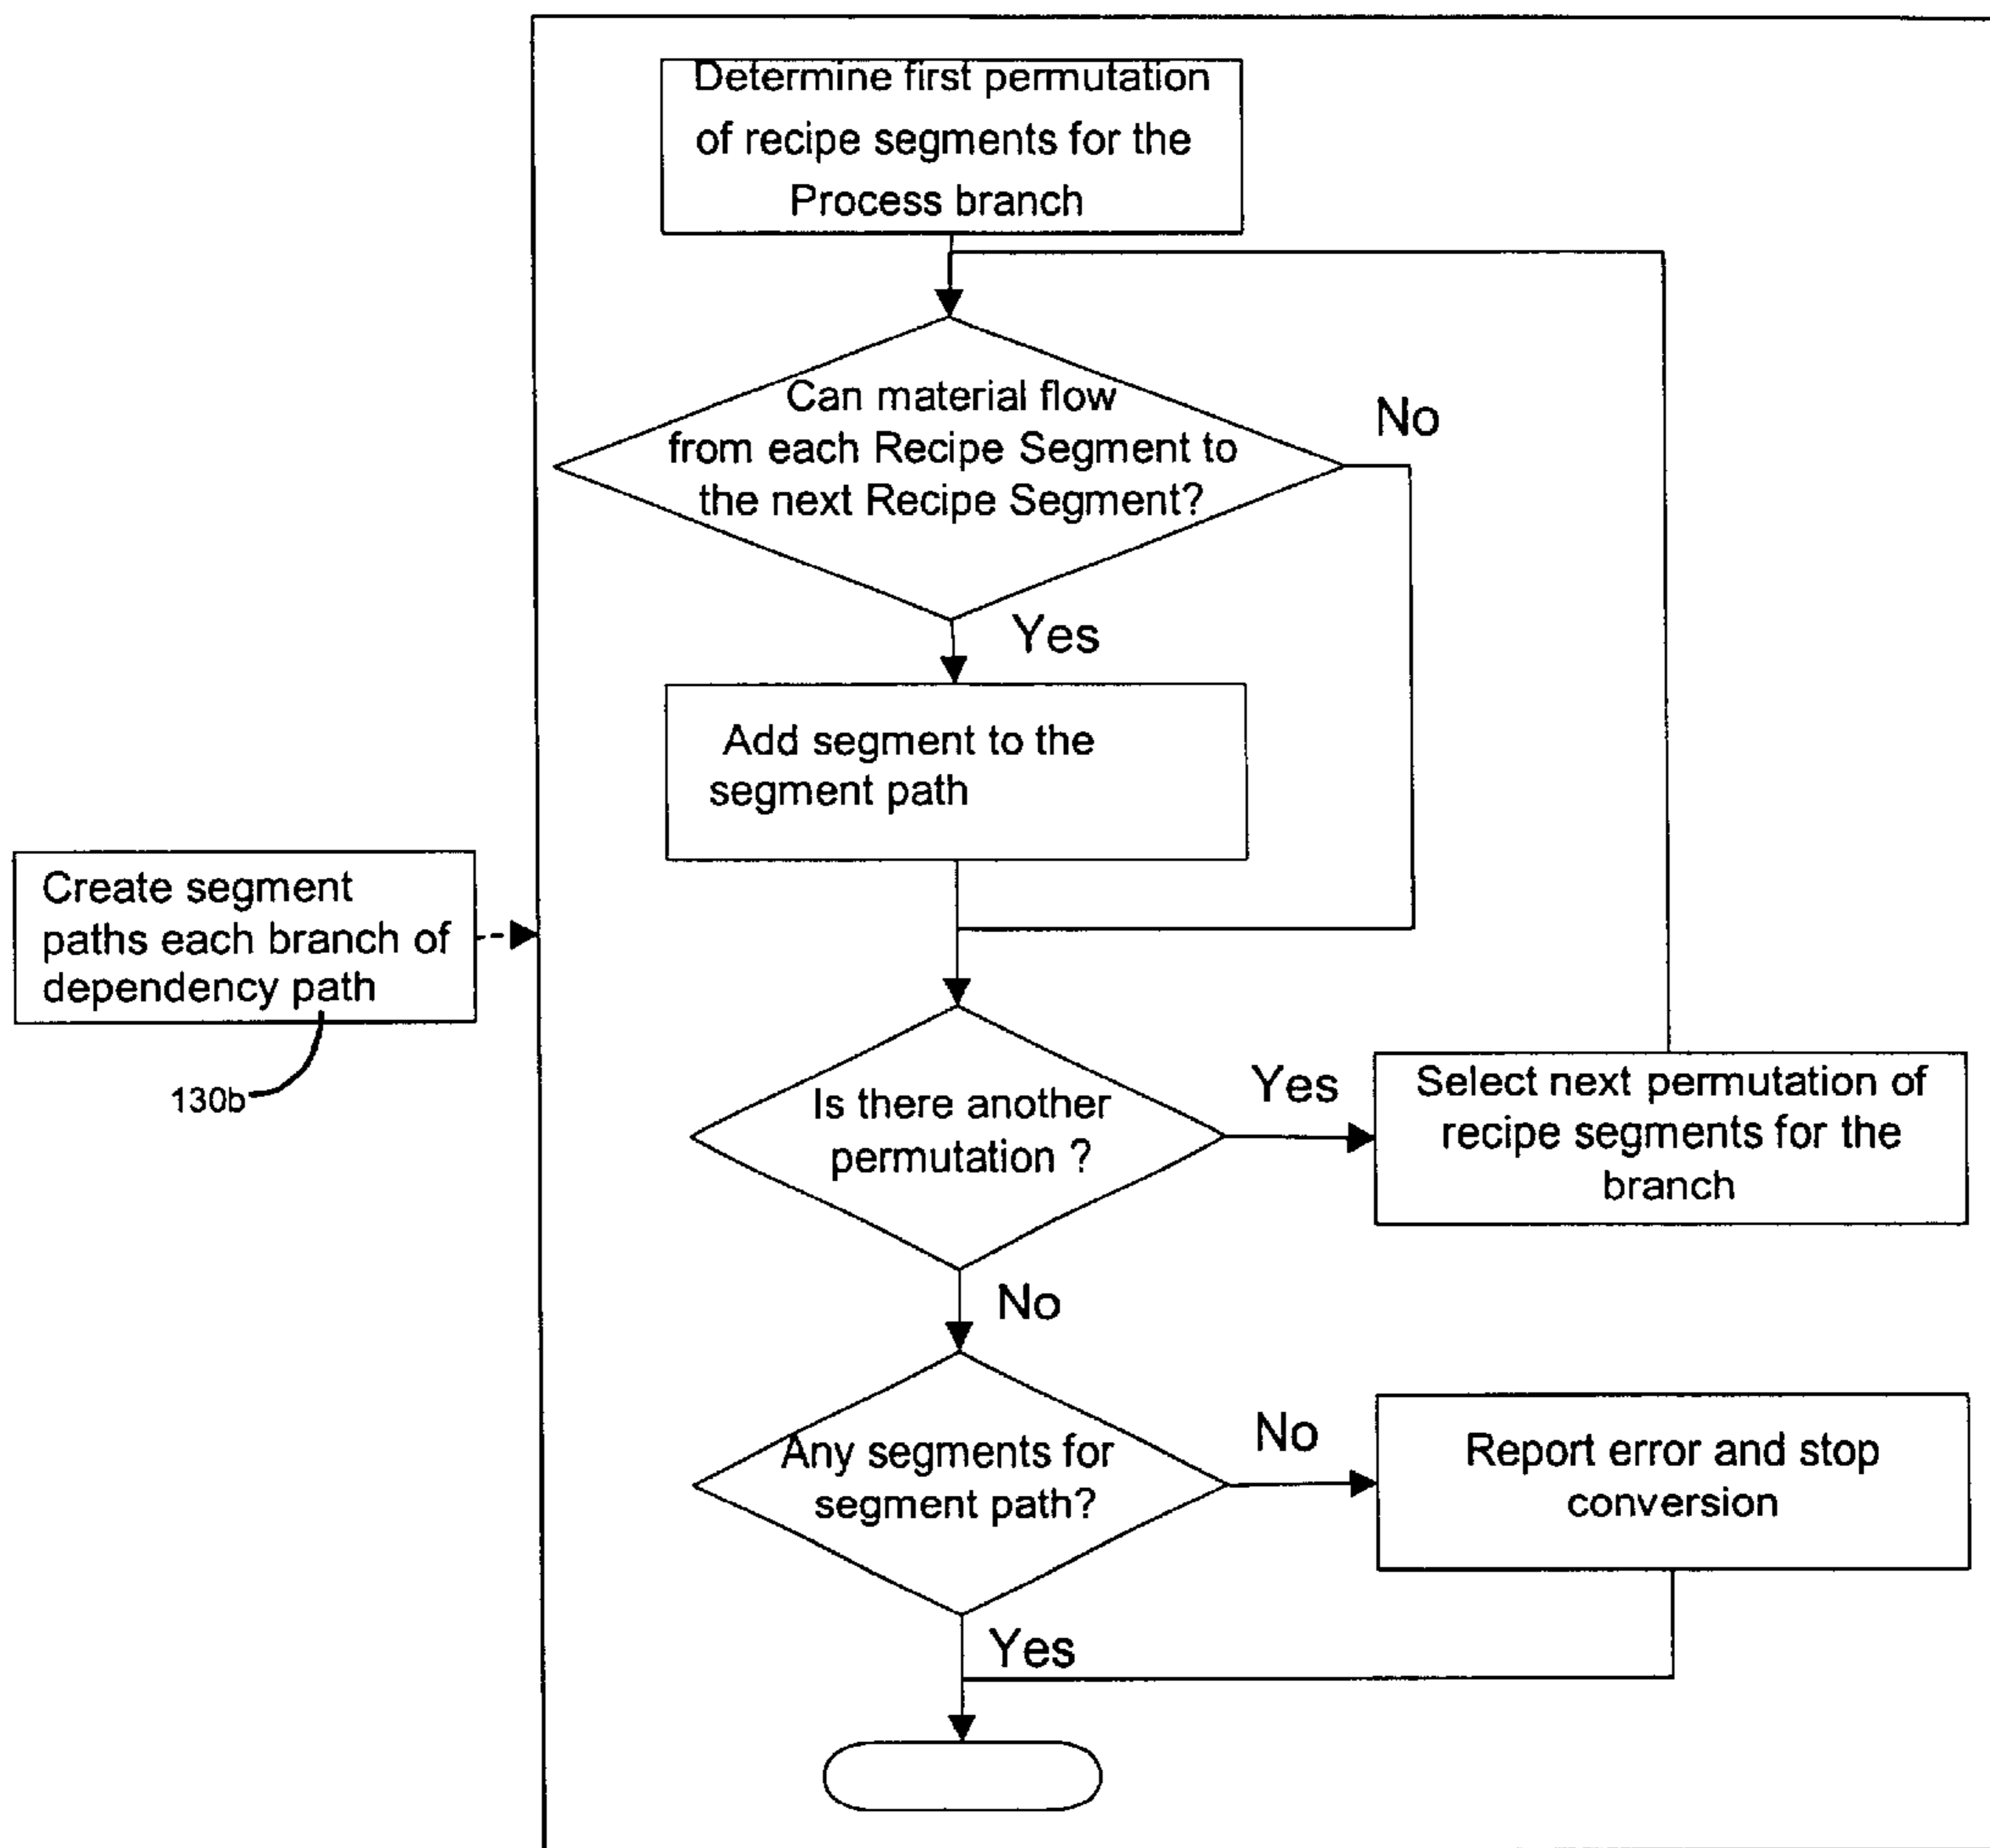 Determine first permutation
of recipe segments for the
Process branch
Can material flow
from each Recipe Segment to
the next Recipe Segment?
No
Yes
Add segment to the
segment path
Create segment
paths each branch of
dependency path
130b
Is there another
permutation ?
Yes
Select next permutation of
recipe segments for the
branch
No
Any segments for
segment path?
No
Report error and stop
conversion
Yes